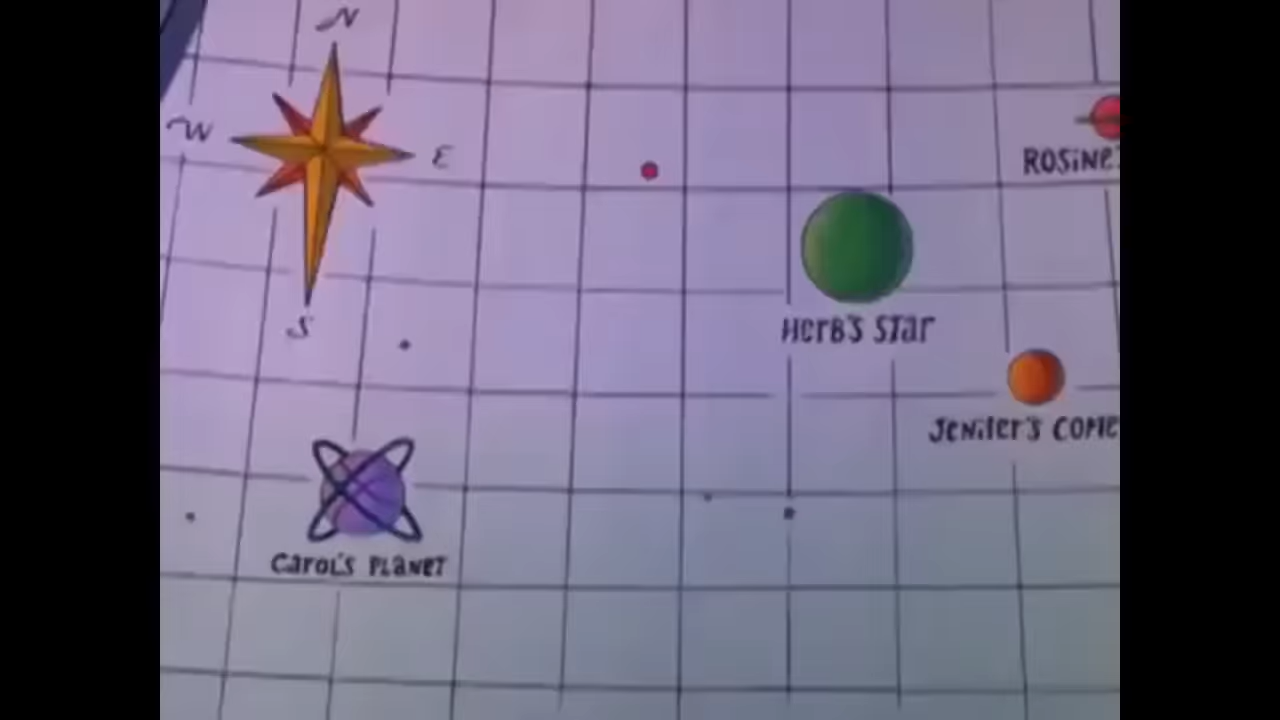 N
W
E
S
ROSiNE'S
HerB'S STar
JENiFer'S COME
CaroL'S PLANET